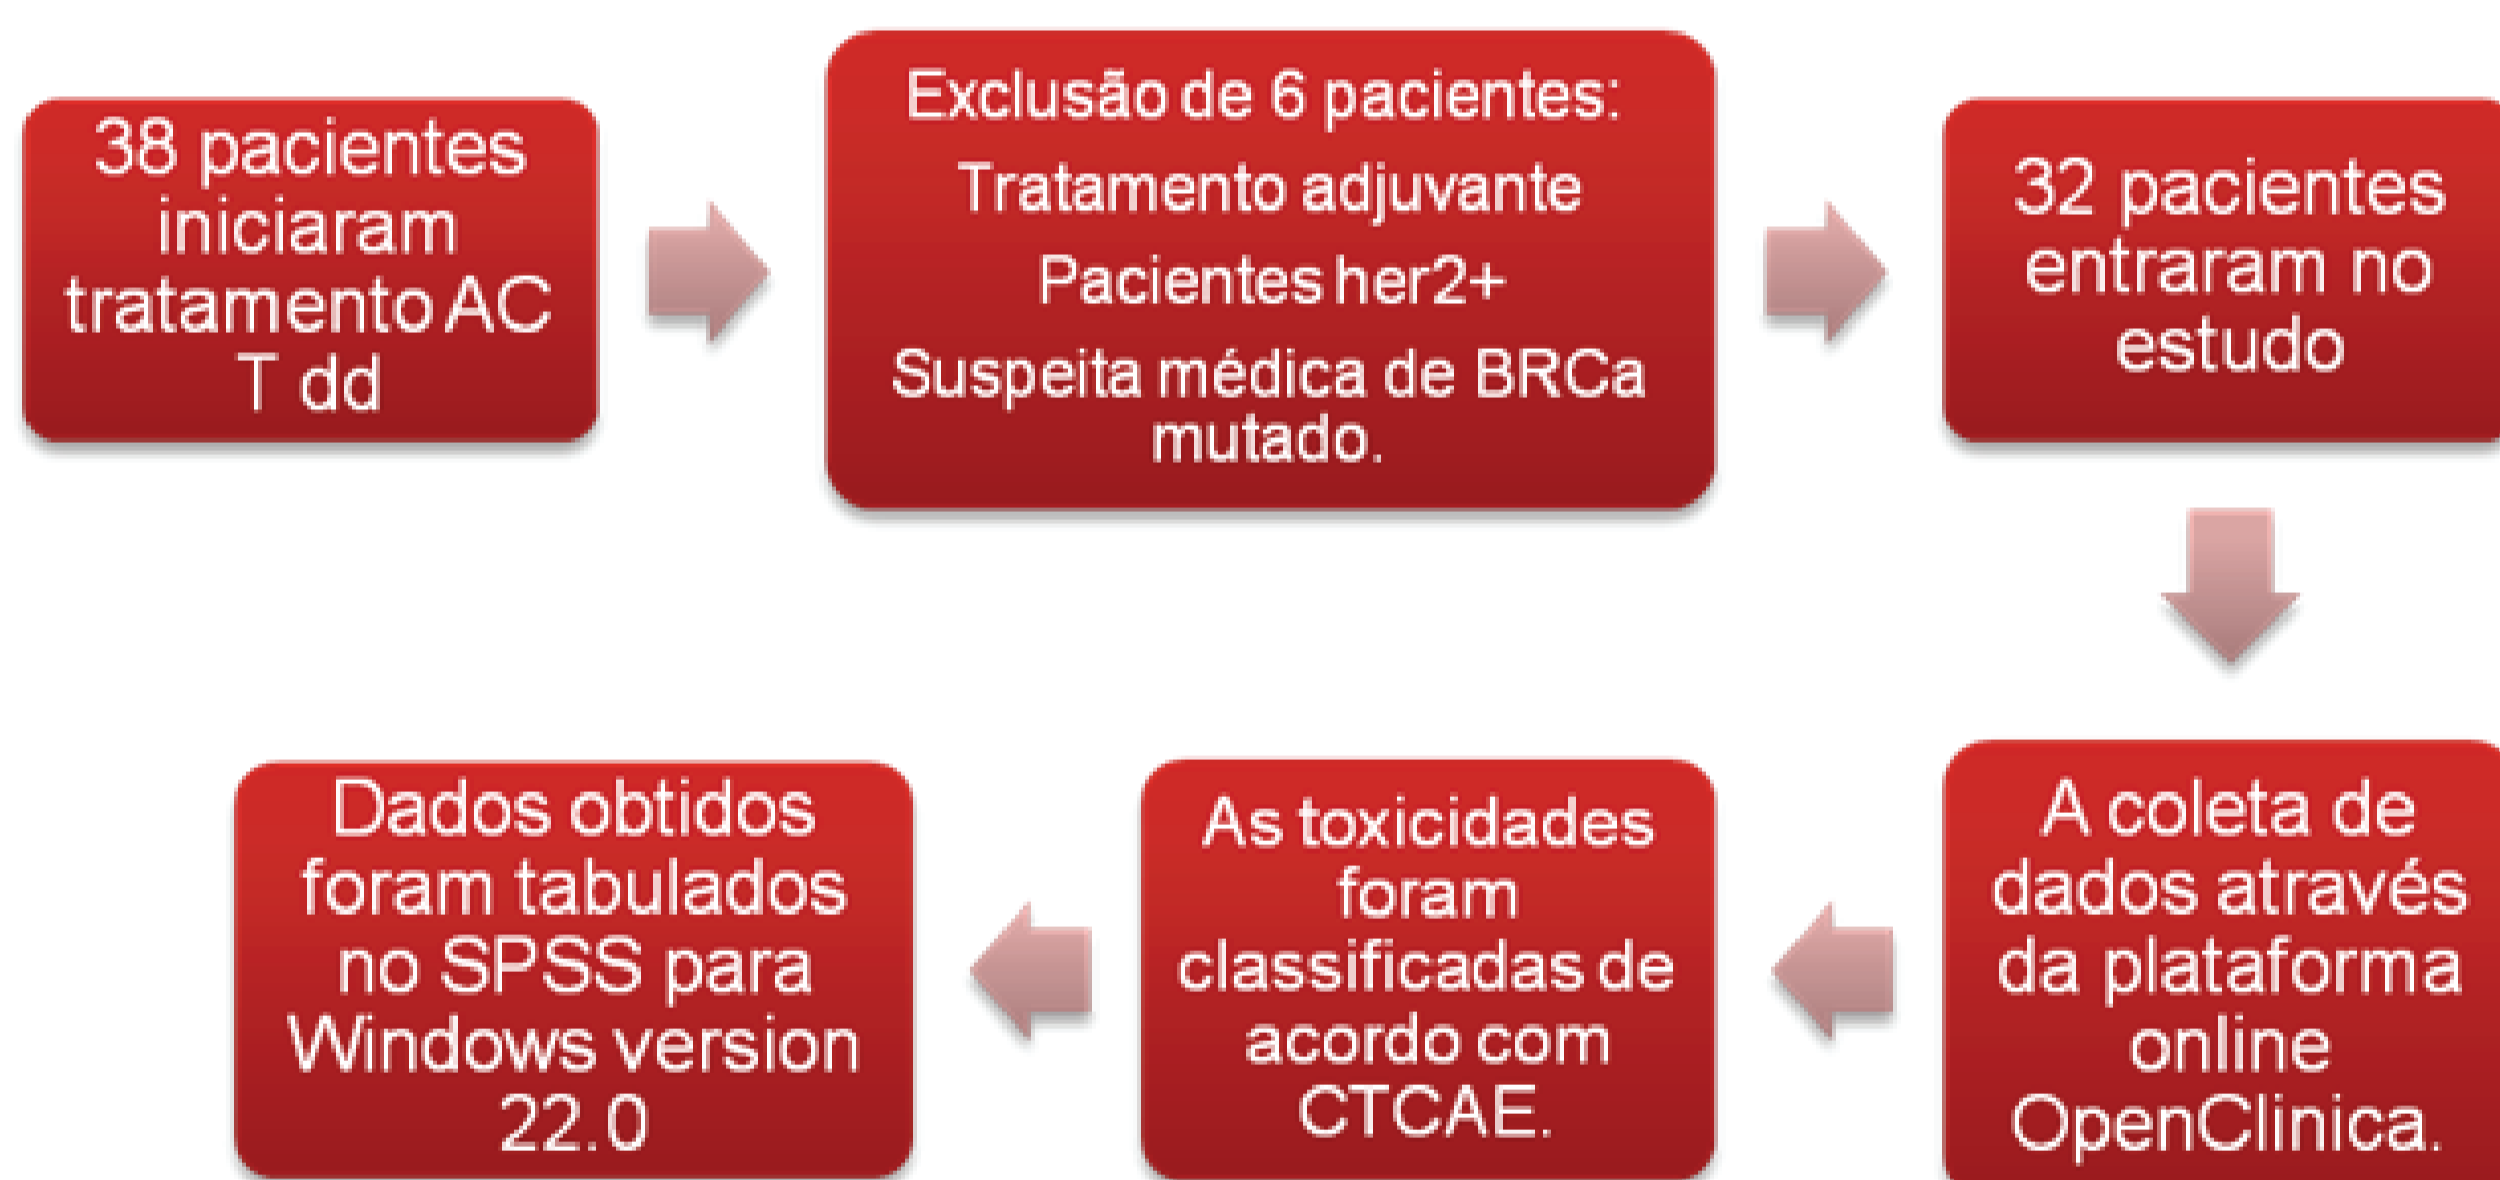 38 pacientes
iniciaram
tratamento AC
T dd
Exclusão de 6 pacientes:
Tratamento adjuvante
Pacientes her2+
Suspeita médica de BRCa
mutado.
32 pacientes
entraram no
estudo
A coleta de
dados através
da plataforma
online
OpenClinica.
As toxicidades
foram
classificadas de
acordo com
CTCAE.
Dados obtidos
foram tabulados
no SPSS para
Windows version
22.0